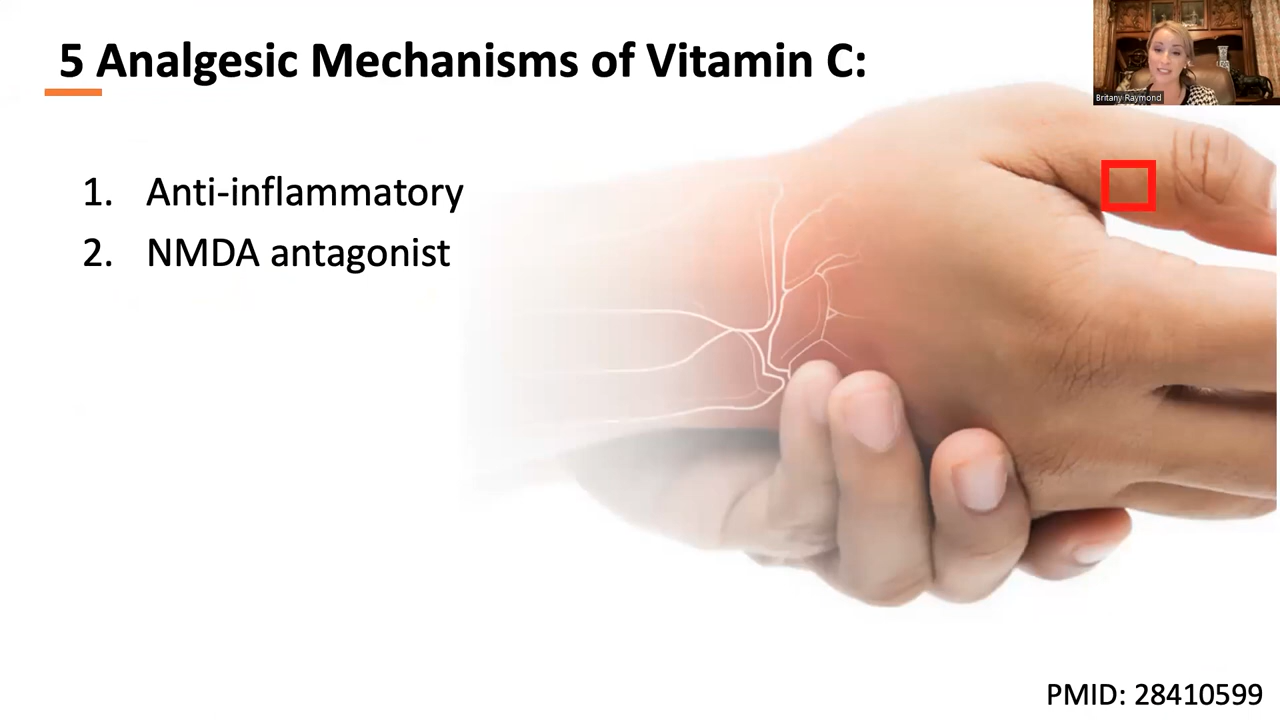 5 Analgesic Mechanisms of Vitamin C:
Britany Raymond
1. Anti-inflammatory
2. NMDA antagonist
PMID: 28410599